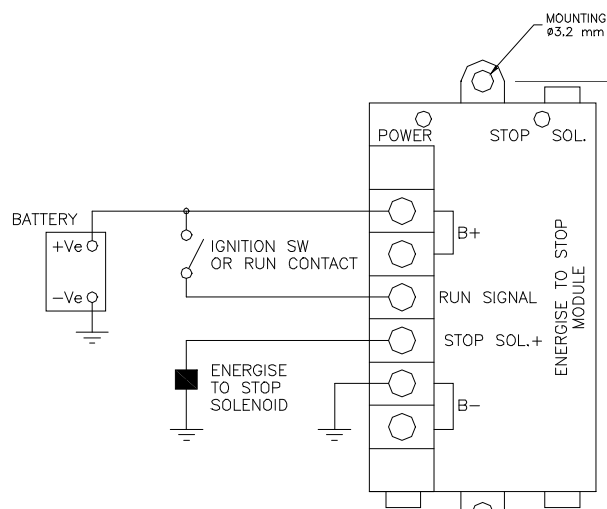 MOUNTING
ø3.2 mm
POWER
STOP SOL.
BATTERY
+Ve
-Ve
IGNITION SW
OR RUN CONTACT
B+
RUN SIGNAL
STOP SOL.+
ENERGISE
TO STOP
SOLENOID
B-
ENERGISE TO STOP
MODULE